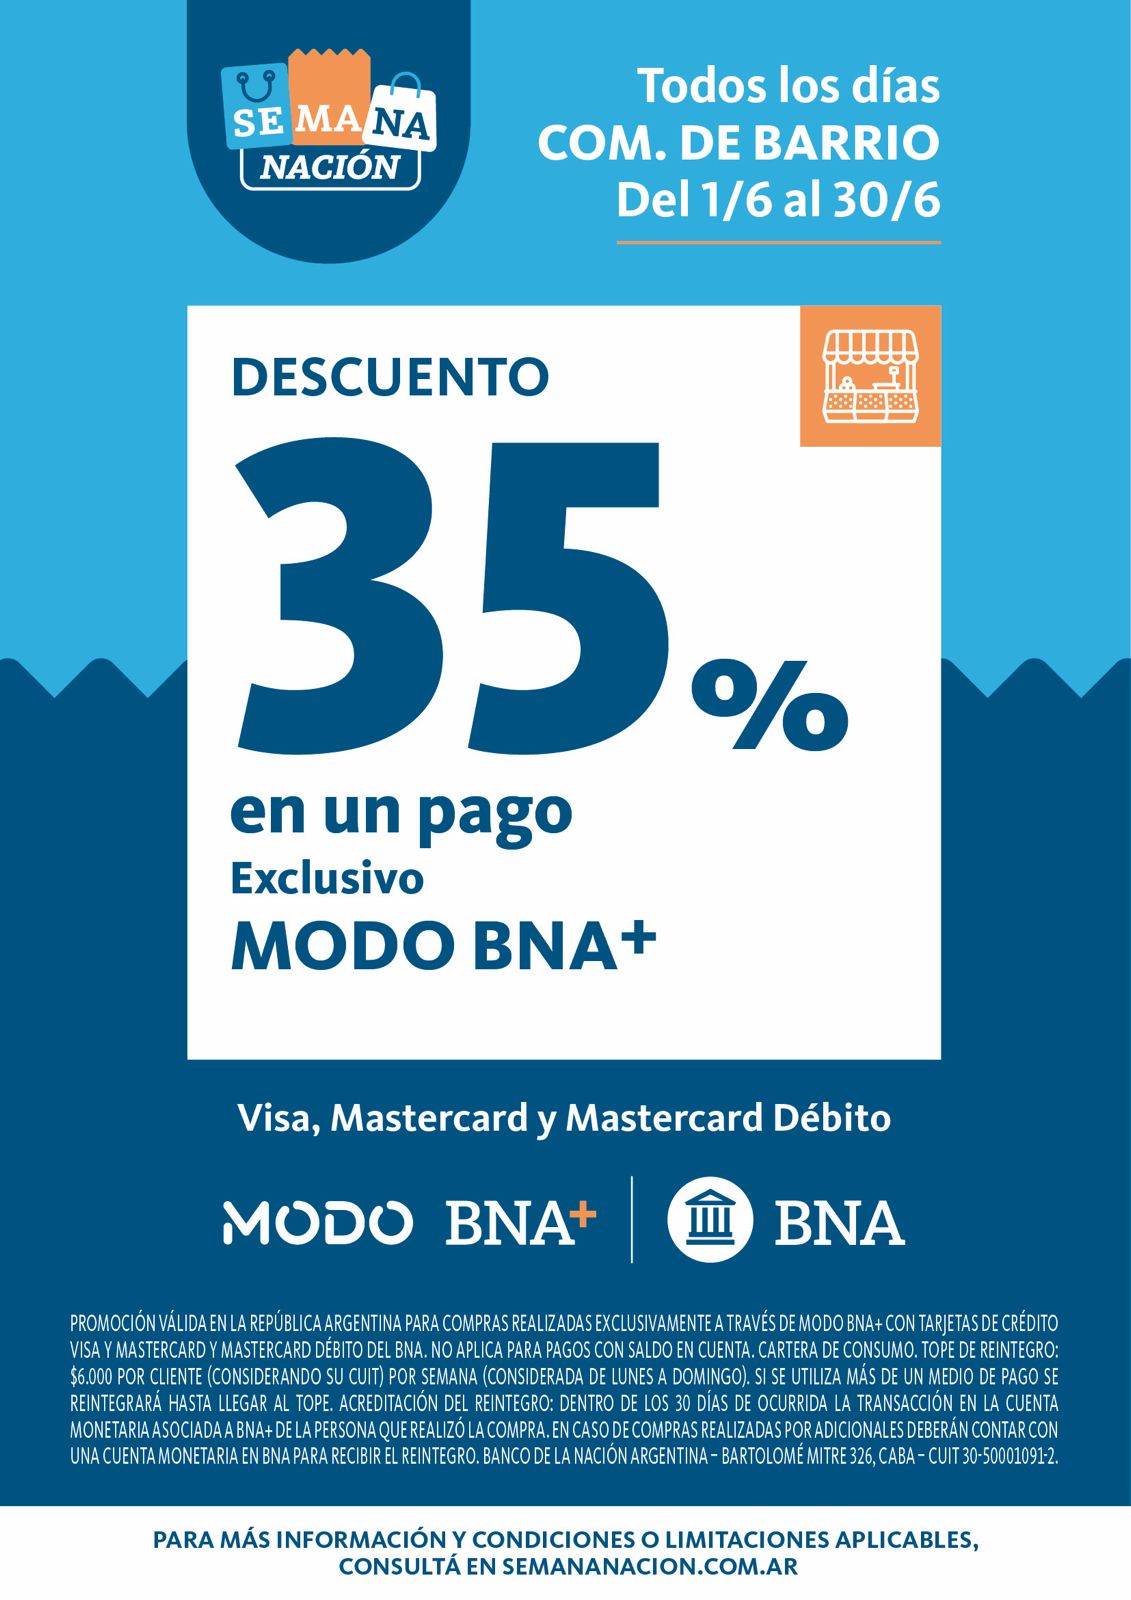 SEMANA
NACIÓN
Todos los días
COM. DE BARRIO
Del 1/6 al 30/6
DESCUENTO
35%
en un pago
Exclusivo
MODO BNA+
Visa, Mastercard y Mastercard Débito
MODO BNA+ | BNA
PROMOCIÓN VÁLIDA EN LA REPÚBLICA ARGENTINA PARA COMPRAS REALIZADAS EXCLUSIVAMENTE A TRAVÉS DE MODO BNA+ CON TARJETAS DE CRÉDITO
VISA Y MASTERCARD Y MASTERCARD DÉBITO DEL BNA. NO APLICA PARA PAGOS CON SALDO EN CUENTA. CARTERA DE CONSUMO. TOPE DE REINTEGRO:
$6.000 POR CLIENTE (CONSIDERANDO SU CUIT) POR SEMANA (CONSIDERADA DE LUNES A DOMINGO). SI SE UTILIZA MÁS DE UN MEDIO DE PAGO SE
REINTEGRARÁ HASTA LLEGAR AL TOPE. ACREDITACIÓN DEL REINTEGRO: DENTRO DE LOS 30 DÍAS DE OCURRIDA LA TRANSACCIÓN EN LA CUENTA
MONETARIA ASOCIADA A BNA+ DE LA PERSONA QUE REALIZÓ LA COMPRA. EN CASO DE COMPRAS REALIZADAS POR ADICIONALES DEBERÁN CONTAR CON
UNA CUENTA MONETARIA EN BNA PARA RECIBIR EL REINTEGRO. BANCO DE LA NACIÓN ARGENTINA – BARTOLOMÉ MITRE 326, CABA – CUIT 30-50001091-2.
PARA MÁS INFORMACIÓN Y CONDICIONES O LIMITACIONES APLICABLES,
CONSULTÁ EN SEMANANACION.COM.AR